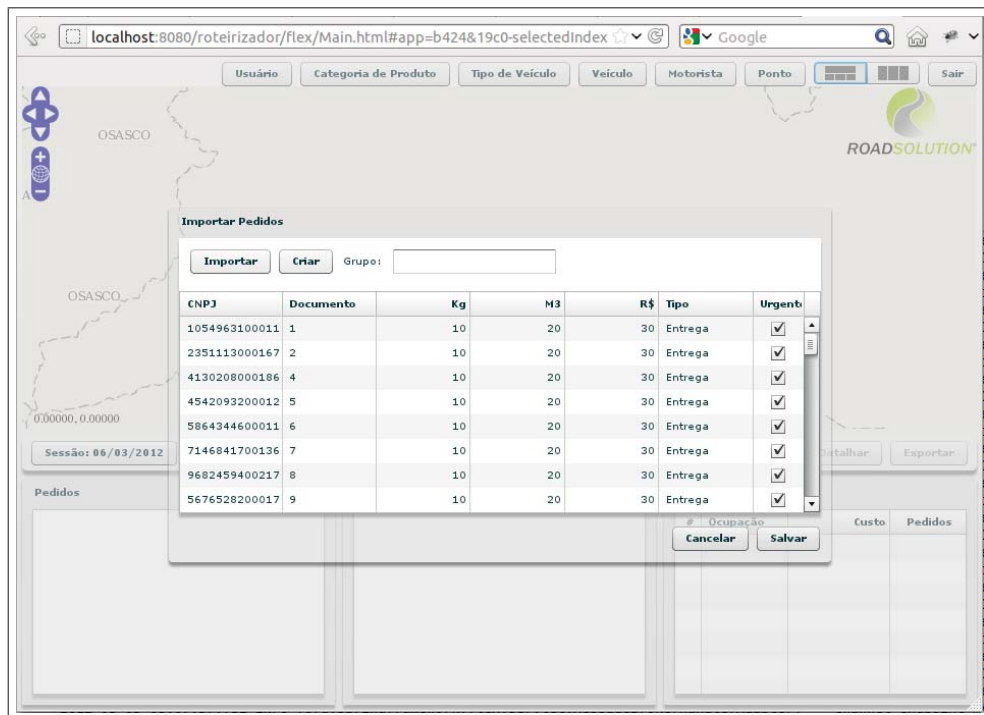 localhost:8080/roteirizador/flex/Main.html#app=b424&19c0-selectedIndex Google
Usuário Categoria de Produto Tipo de Veículo Veículo Motorista Ponto Sair
OSASCO
ROADSOLUTION
Importar Pedidos
Importar Criar Grupo:
OSASCO
CNPJ Documento Kg M3 R$ Tipo Urgent
1054963100011 1 10 20 30 Entrega
2351113000167 2 10 20 30 Entrega
4130208000186 4 10 20 30 Entrega
4542093200012 5 10 20 30 Entrega
0.00000, 0.00000
5864344600011 6 10 20 30 Entrega
Sessão: 06/03/2012 7146841700136 7 10 20 30 Entrega etalhar Exportar
9682459400217 8 10 20 30 Entrega
Pedidos
5676528200017 9 10 20 30 Entrega
# Ocupação Custo Pedidos
Cancelar Salvar